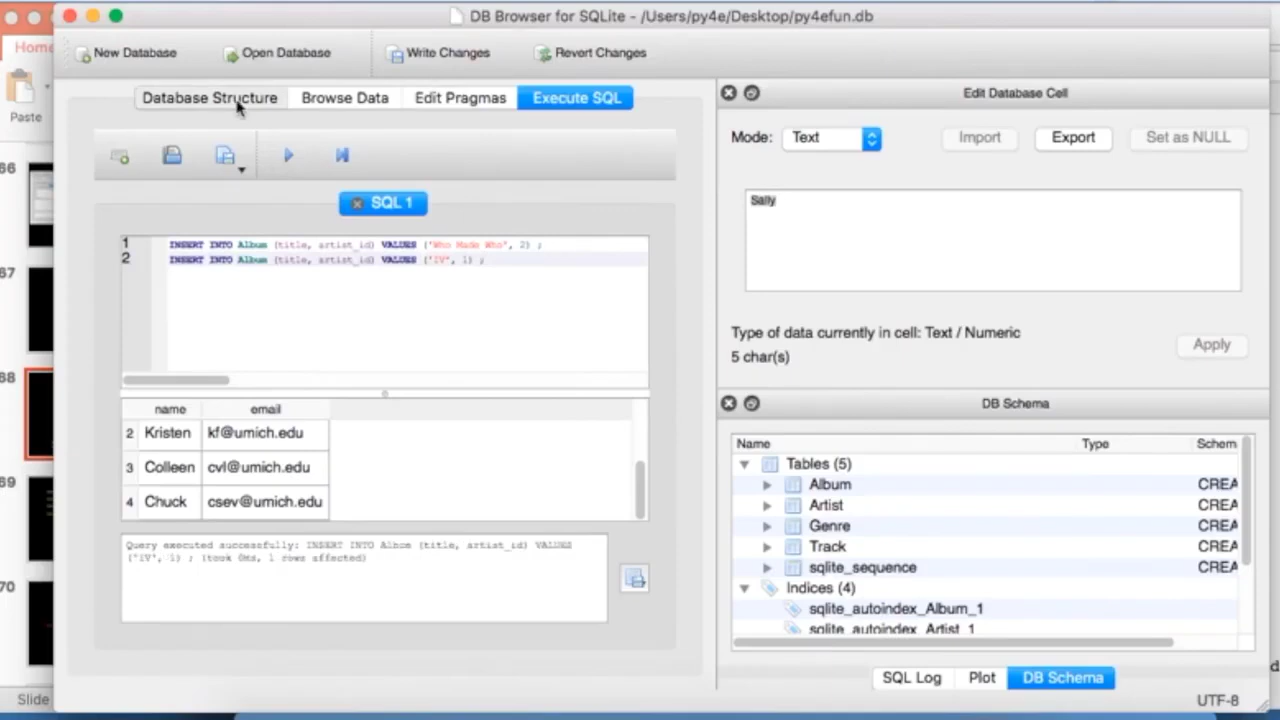 DB Browser for SQLite - /Users/py4e/Desktop/py4efun.db
Home
New Database Open Database Write Changes Revert Changes
Paste
Database Structure Browse Data Edit Pragmas Execute SQL
Edit Database Cell
Mode: Text Import Export Set as NULL
66
SQL 1
Sally
1 INSERT INTO Album (title, artist_id) VALUES ('Who Made Who', 2) ;
2 INSERT INTO Album (title, artist_id) VALUES ('IV', 1) ;
67
Type of data currently in cell: Text / Numeric
5 char(s)
Apply
68
name email
2 Kristen kf@umich.edu
3 Colleen cvl@umich.edu
4 Chuck csev@umich.edu
DB Schema
Name Type Schem
Tables (5)
Album CREA
Artist CREA
Genre CREA
Track CREA
sqlite_sequence CREA
Indices (4)
sqlite_autoindex_Album_1
sqlite_autoindex_Artist_1
69
Query executed successfully: INSERT INTO Album (title, artist_id) VALUES
('IV', 1) ; (took 0ms, 1 rows affected)
70
SQL Log Plot DB Schema
Slide
UTF-8